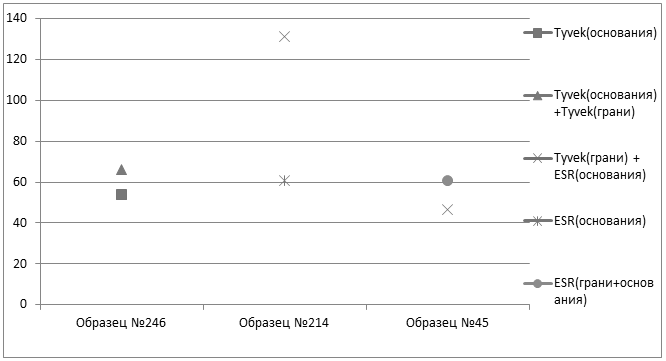 140
120
100
80
60
40
20
0
Образец №246
Образец №214
Образец №45
Tyvek(основания)
Tyvek(основания)
+Tyvek(грани)
Tyvek(грани) +
ESR(основания)
ESR(основания)
ESR(грани+основ
ания)